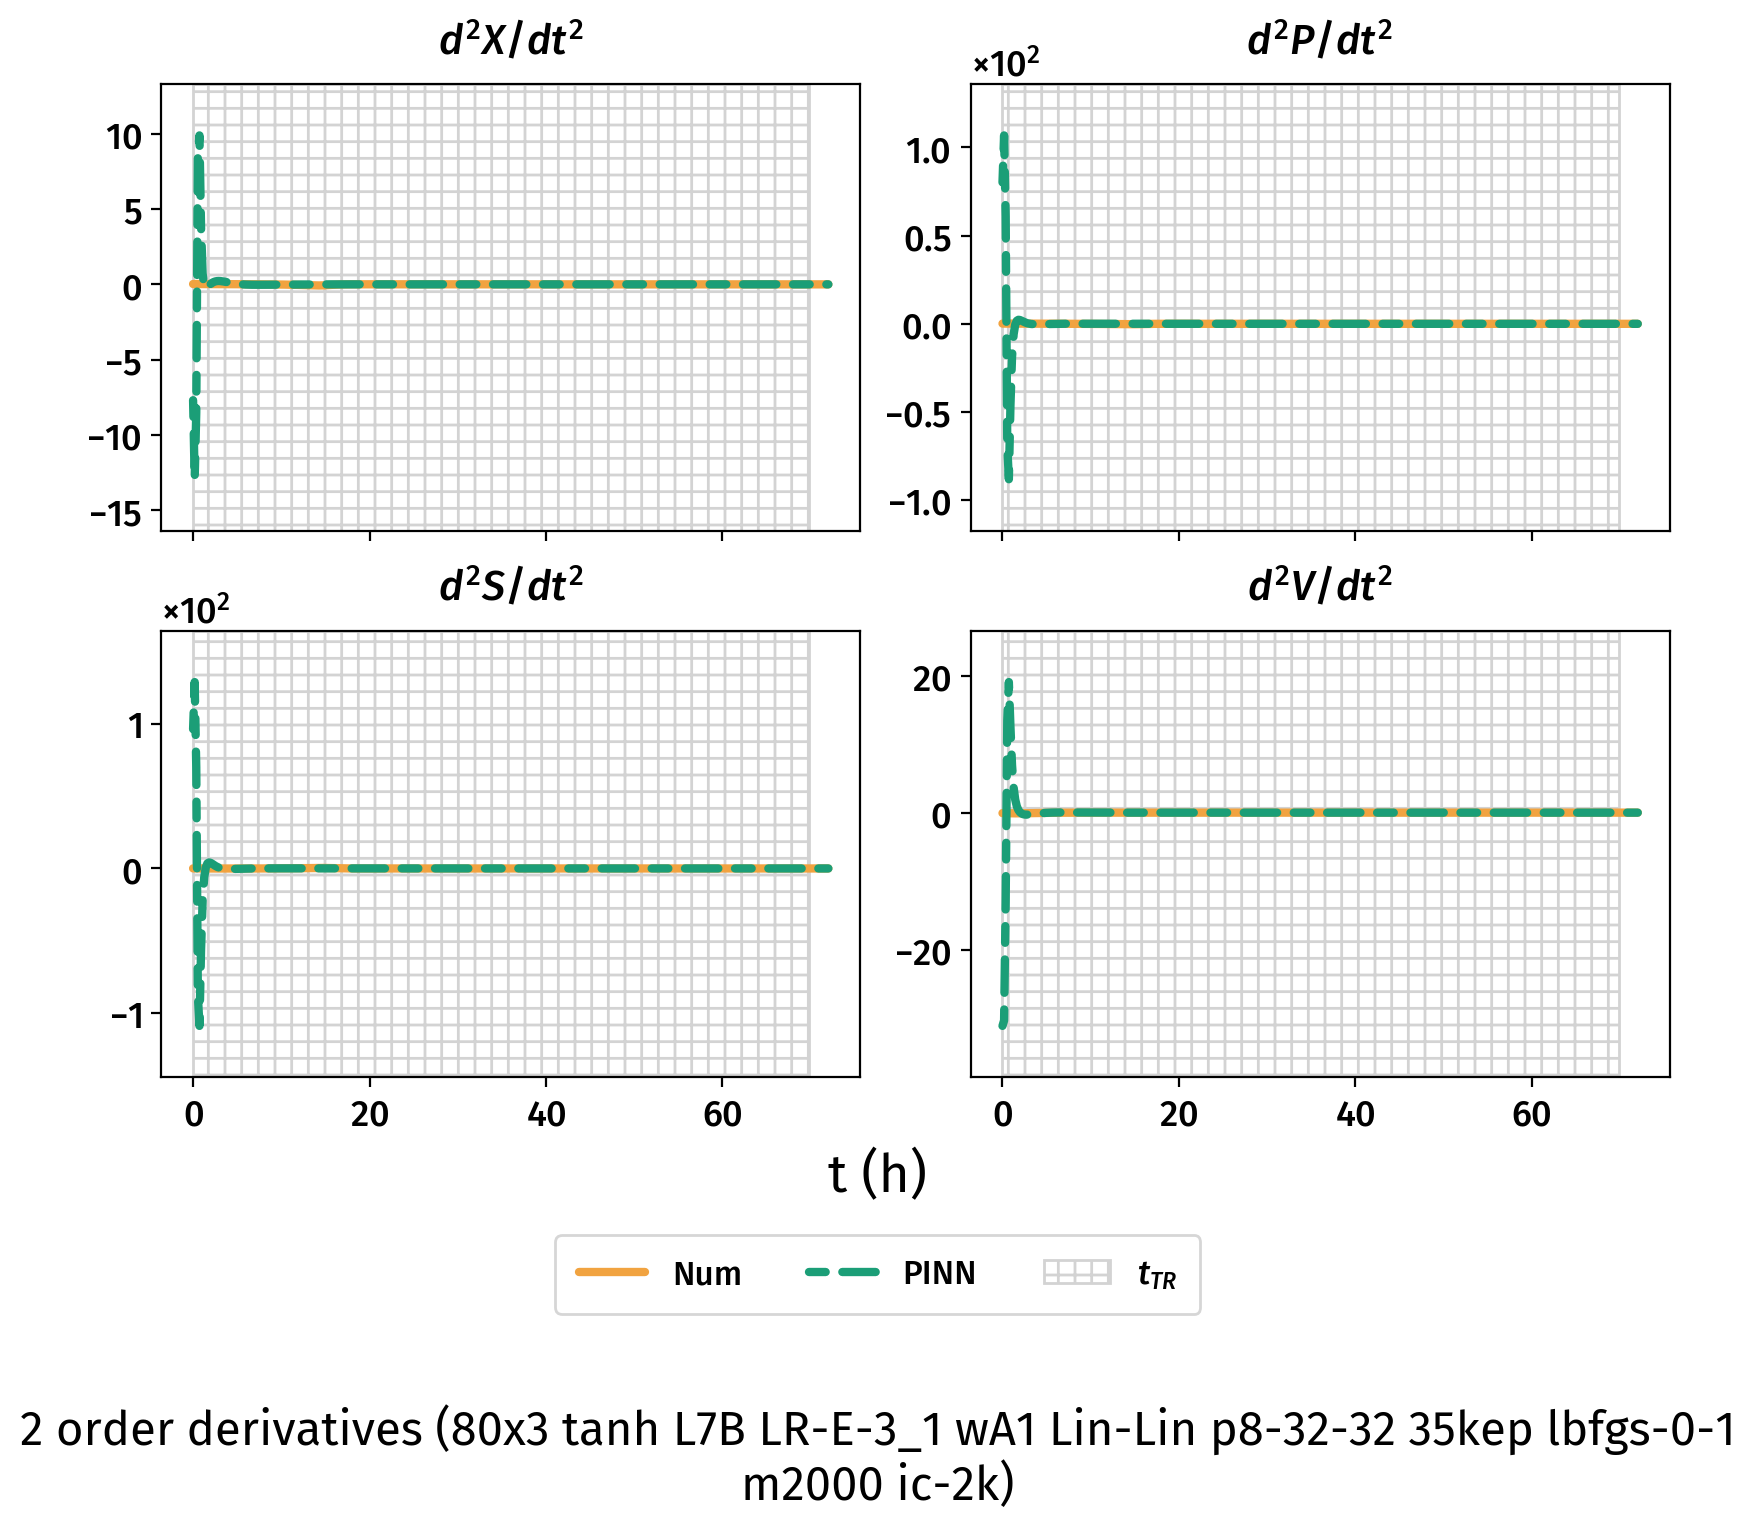 d²X/dt²
10
5
0
−5
−10
−15
d²P/dt²
×10²
1.0
0.5
0.0
−0.5
−1.0
d²S/dt²
×10²
1
0
−1
0 20 40 60
d²V/dt²
20
0
−20
0 20 40 60
t (h)
Num PINN t_TR
2 order derivatives (80x3 tanh L7B LR-E-3_1 wA1 Lin-Lin p8-32-32 35kep lbfgs-0-1
m2000 ic-2k)